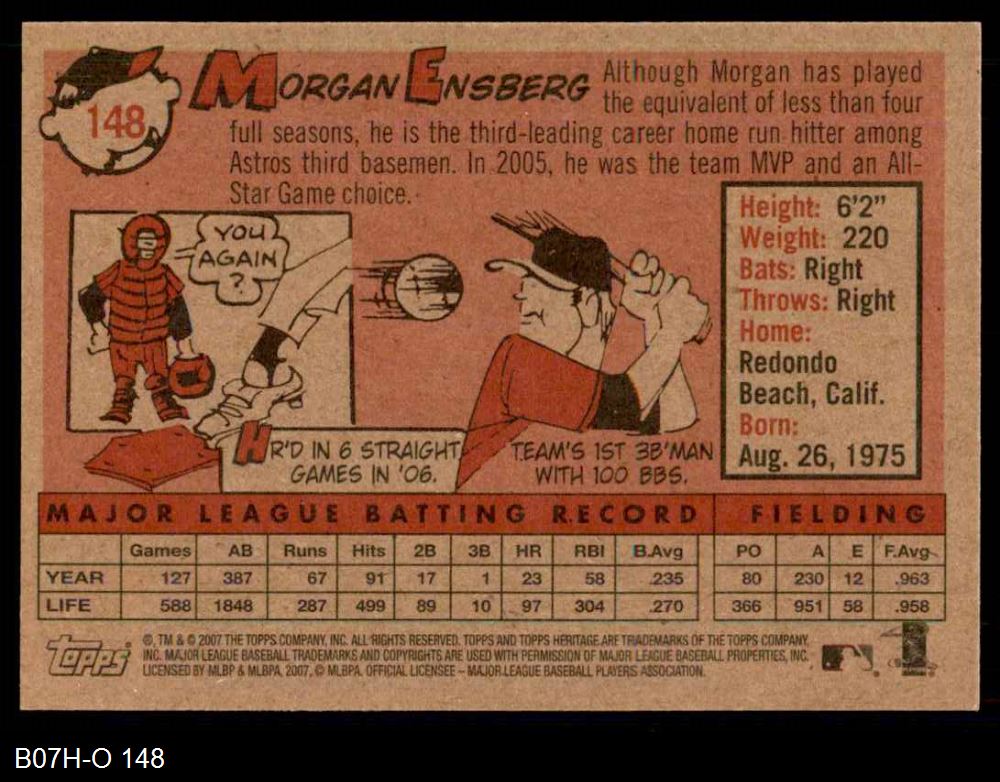 148
MORGAN ENSBERG
Although Morgan has played
the equivalent of less than four
full seasons, he is the third-leading career home run hitter among
Astros third basemen. In 2005, he was the team MVP and an All-
Star Game choice.
YOU
AGAIN
?
HR'D IN 6 STRAIGHT
GAMES IN '06.
TEAM'S 1ST 3B'MAN
WITH 100 BBS.
Height: 6'2"
Weight: 220
Bats: Right
Throws: Right
Home:
Redondo
Beach, Calif.
Born:
Aug. 26, 1975
MAJOR LEAGUE BATTING RECORD FIELDING
Games AB Runs Hits 2B 3B HR RBI B.Avg PO A E F.Avg
YEAR 127 387 67 91 17 1 23 58 .235 80 230 12 .963
LIFE 588 1848 287 499 89 10 97 304 .270 366 951 58 .958
Topps
®, TM & © 2007 THE TOPPS COMPANY, INC. ALL RIGHTS RESERVED. TOPPS AND TOPPS HERITAGE ARE TRADEMARKS OF THE TOPPS COMPANY,
INC. MAJOR LEAGUE BASEBALL TRADEMARKS AND COPYRIGHTS ARE USED WITH PERMISSION OF MAJOR LEAGUE BASEBALL PROPERTIES, INC.
LICENSED BY MLBP & MLBPA, 2007, © MLBPA. OFFICIAL LICENSEE – MAJOR LEAGUE BASEBALL PLAYERS ASSOCIATION.
B07H-O 148